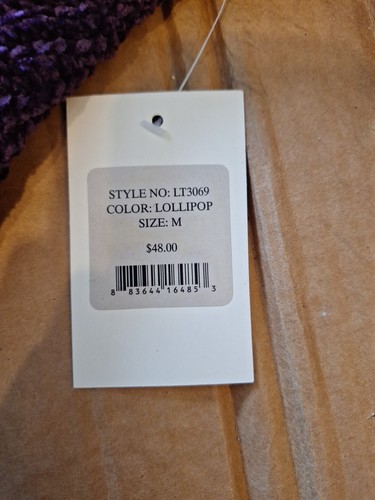 STYLE NO: LT3069
COLOR: LOLLIPOP
SIZE: M
$48.00
8 83644 16485 3